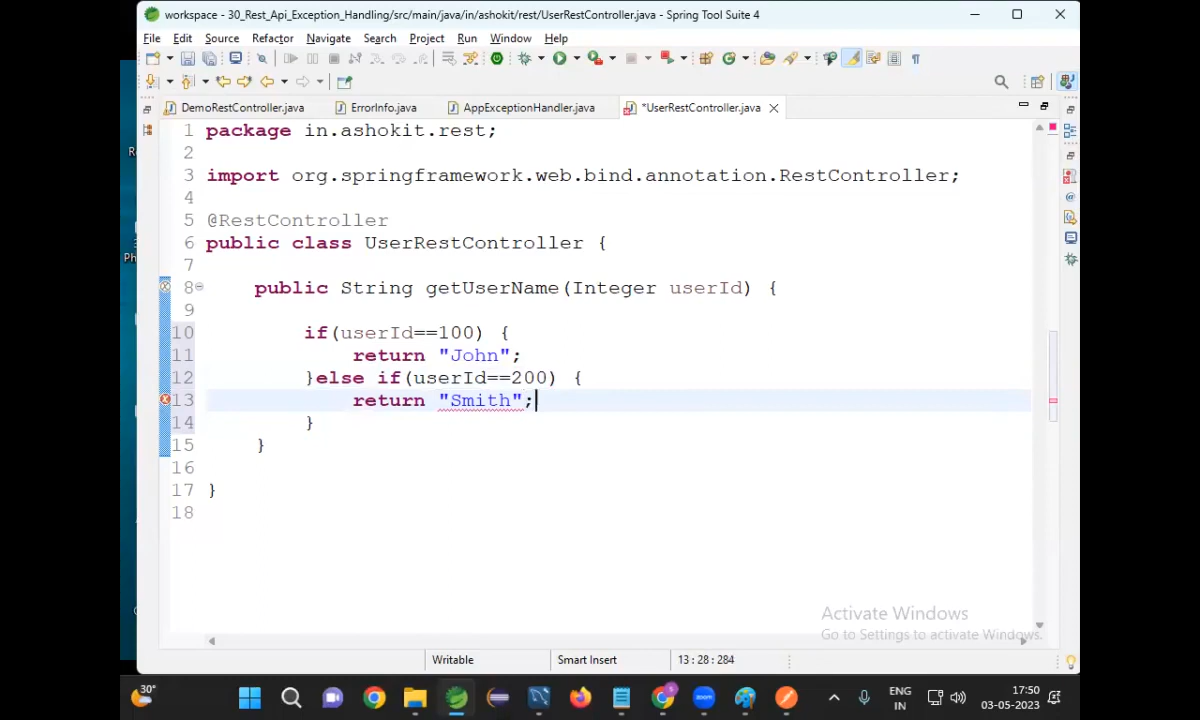 workspace - 30_Rest_Api_Exception_Handling/src/main/java/in/ashokit/rest/UserRestController.java - Spring Tool Suite 4
File Edit Source Refactor Navigate Search Project Run Window Help
DemoRestController.java ErrorInfo.java AppExceptionHandler.java *UserRestController.java
1 package in.ashokit.rest;
2
3 import org.springframework.web.bind.annotation.RestController;
4
5 @RestController
6 public class UserRestController {
7
8 public String getUserName(Integer userId) {
9
10 if(userId==100) {
11 return "John";
12 }else if(userId==200) {
13 return "Smith";
14 }
15 }
16
17 }
18
Activate Windows
Go to Settings to activate Windows.
Writable Smart Insert 13 : 28 : 284
30°
ENG
IN
17:50
03-05-2023